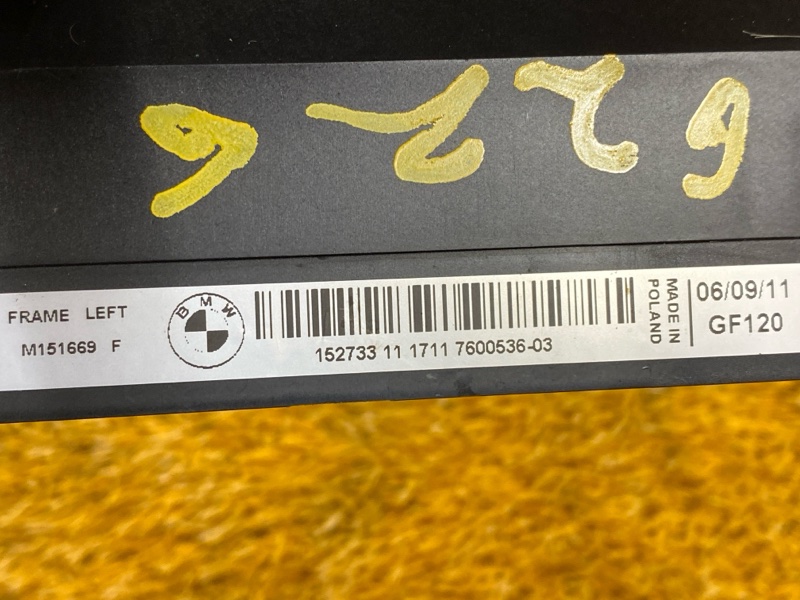 FRAME LEFT
M151669 F
BMW
152733 11 1711 7600536-03
MADE IN
POLAND
06/09/11
GF120